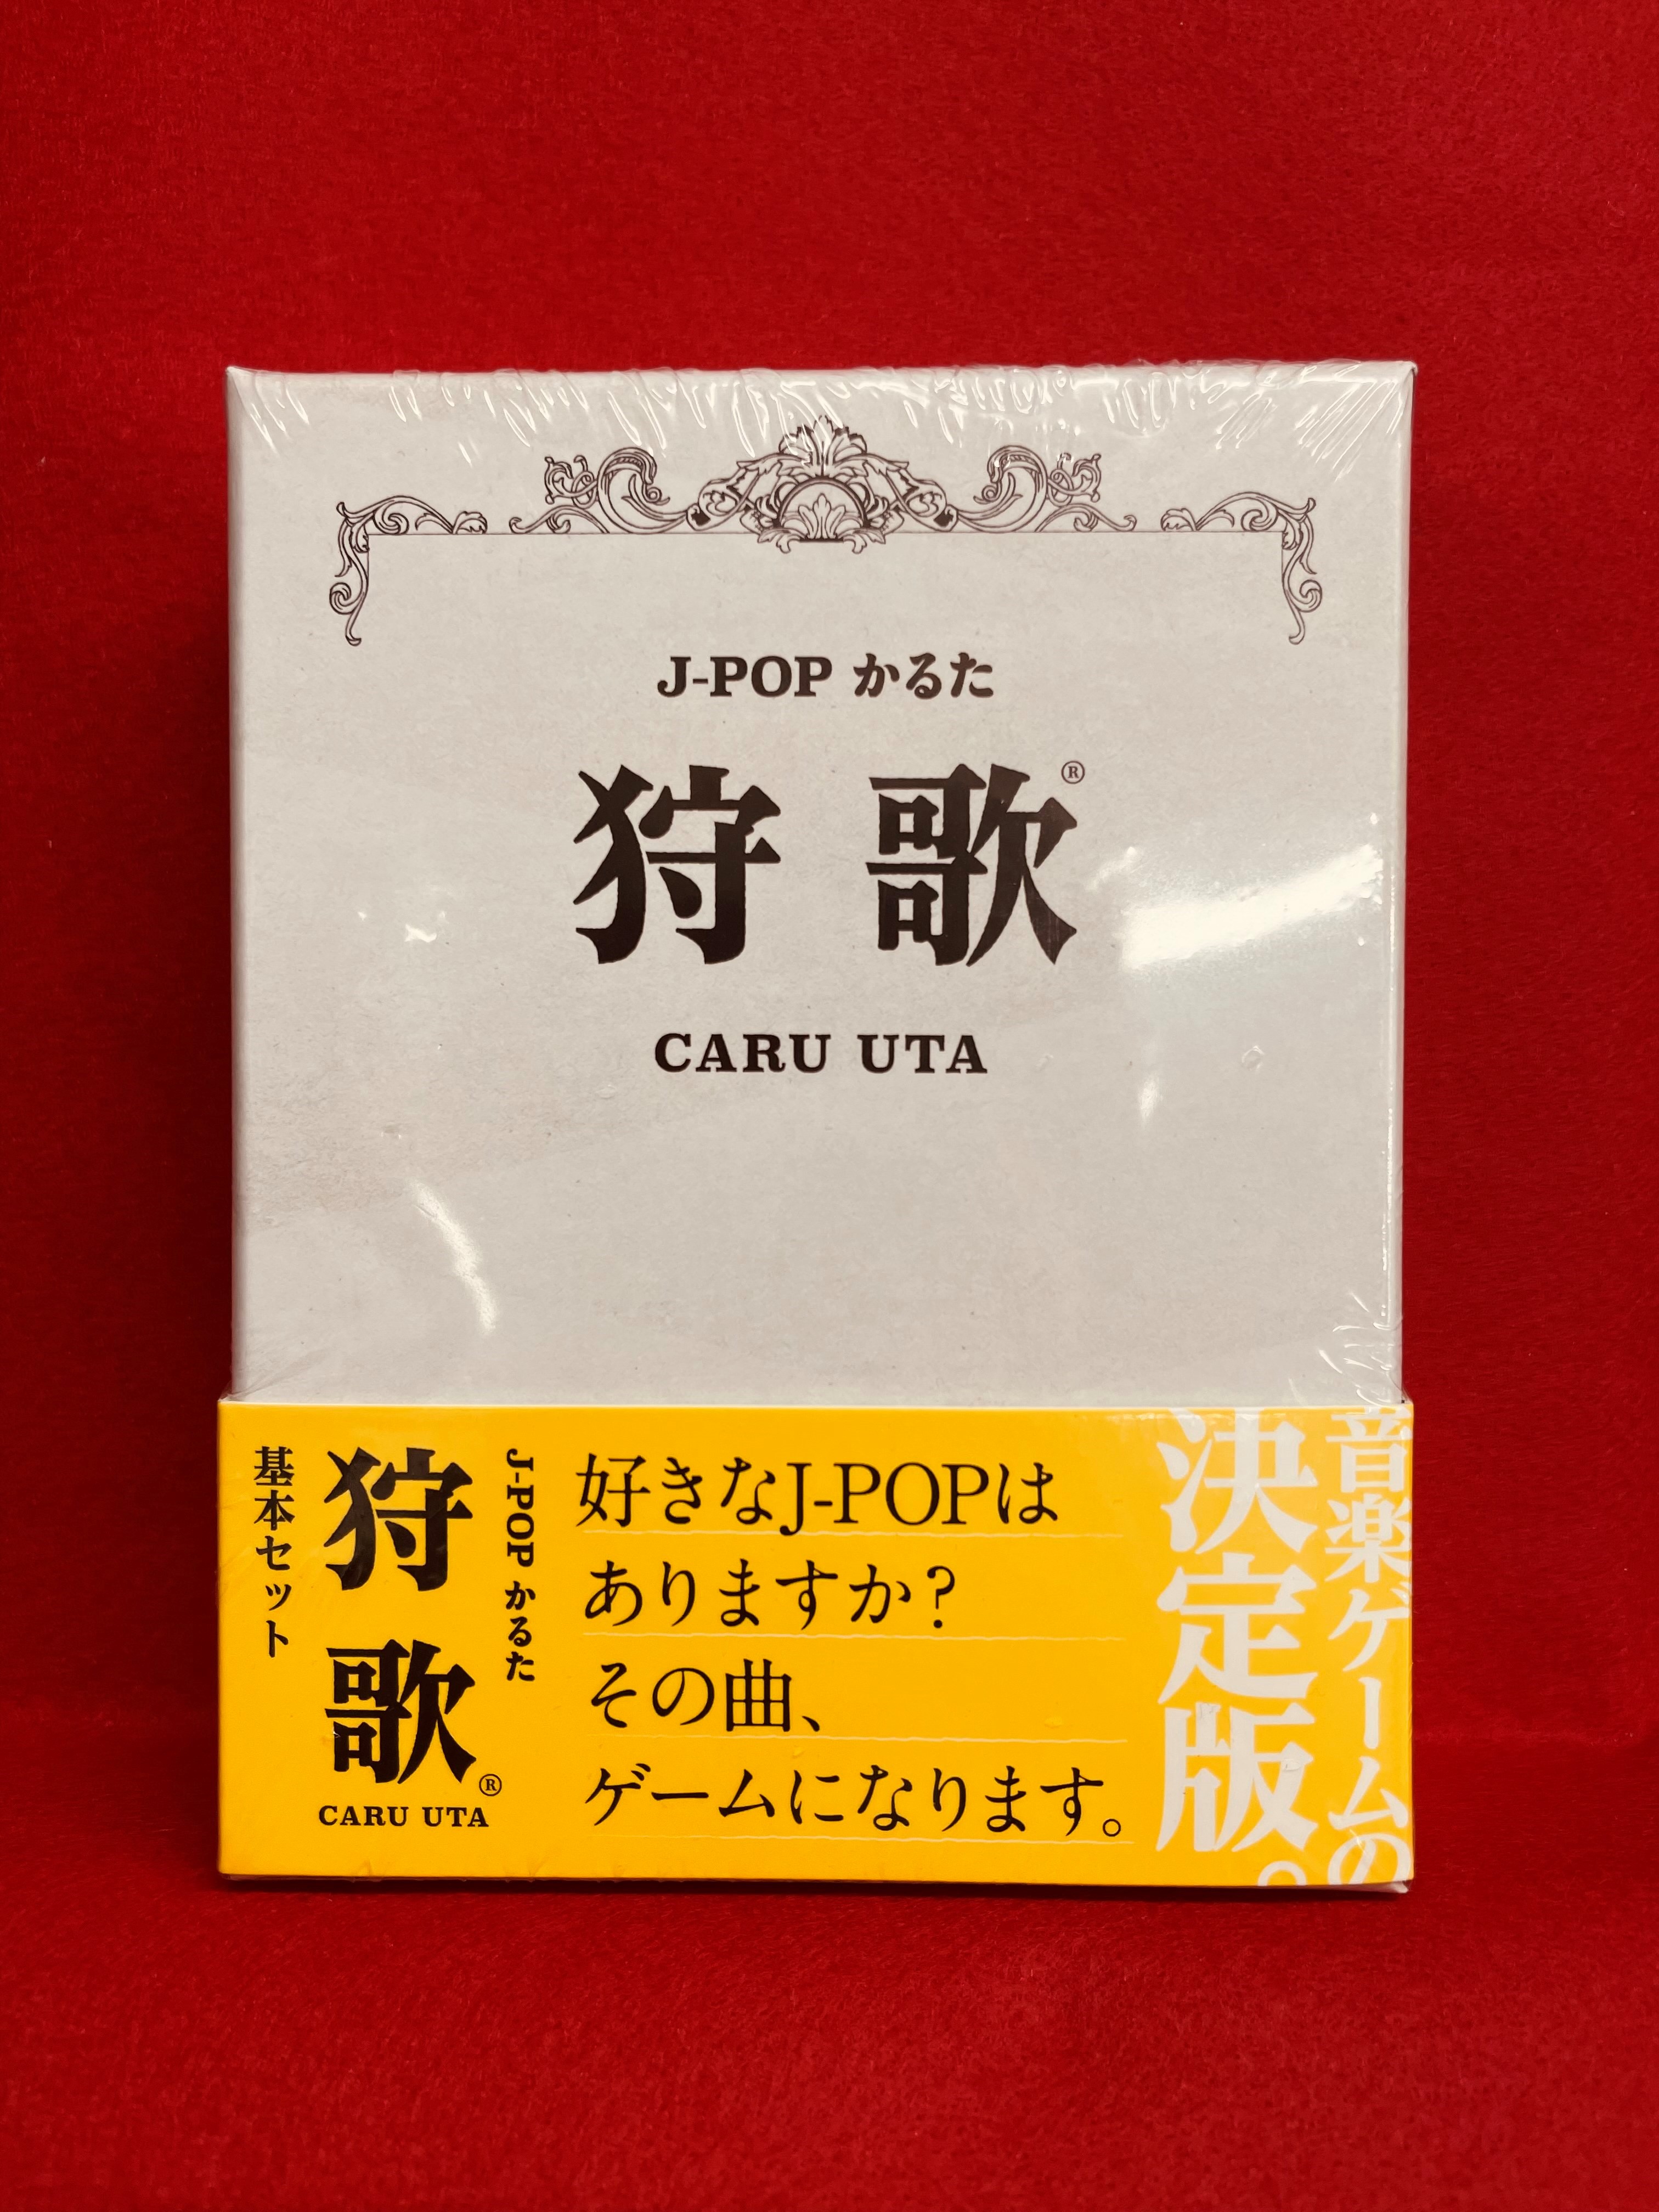 J-POP かるた
狩歌®
CARU UTA
音楽ゲームの
決定版。
好きなJ-POPは
ありますか?
その曲、
ゲームになります。
J-POP かるた
狩歌®
CARU UTA
基本セット